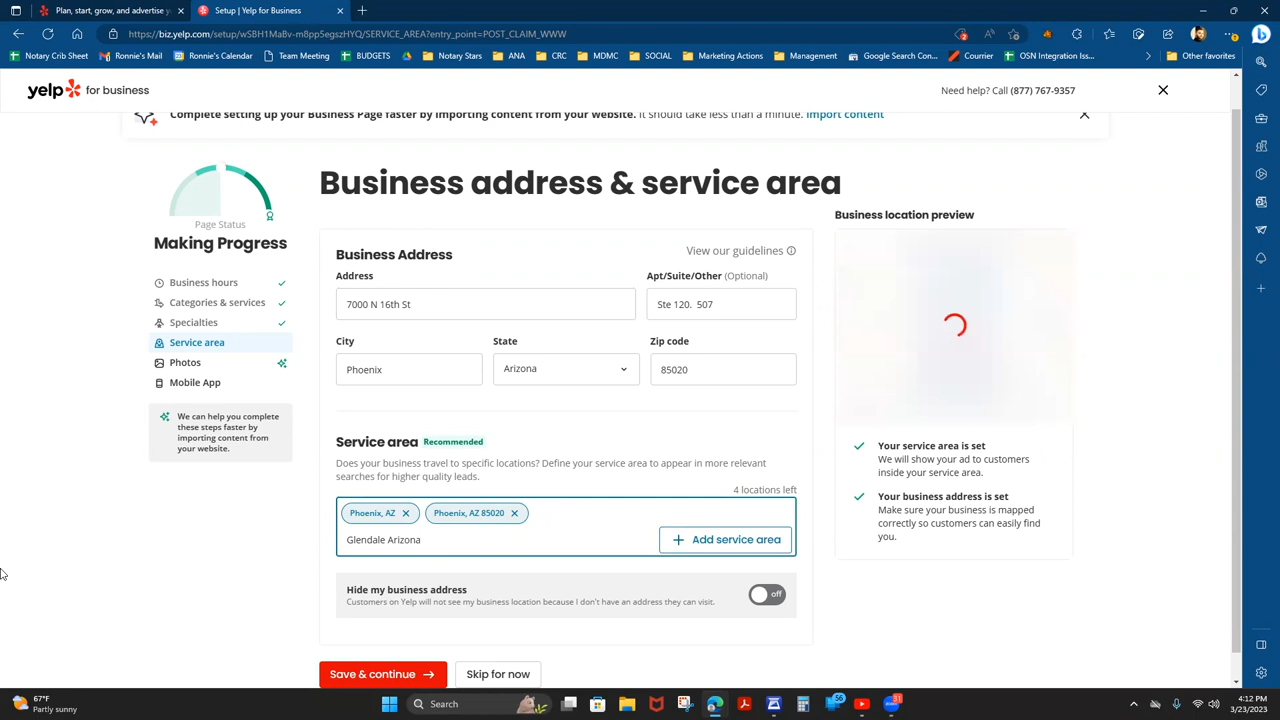 Plan, start, grow, and advertise y
Setup | Yelp for Business
https://biz.yelp.com/setup/wSBH1MaBv-m8pp5egszHYQ/SERVICE_AREA?entry_point=POST_CLAIM_WWW
Notary Crib Sheet
Ronnie's Mail
Ronnie's Calendar
Team Meeting
BUDGETS
Notary Stars
ANA
CRC
MDMC
SOCIAL
Marketing Actions
Management
Google Search Con...
Courrier
OSN Integration Iss...
Other favorites
yelp for business
Need help? Call (877) 767-9357
Complete setting up your Business Page faster by importing content from your website. It should take less than a minute. Import content
Page Status
Making Progress
Business hours
Categories & services
Specialties
Service area
Photos
Mobile App
We can help you complete
these steps faster by
importing content from
your website.
Business address & service area
Business Address
View our guidelines
Address
Apt/Suite/Other (Optional)
7000 N 16th St
Ste 120. 507
City
State
Zip code
Phoenix
Arizona
85020
Service area Recommended
Does your business travel to specific locations? Define your service area to appear in more relevant
searches for higher quality leads.
4 locations left
Phoenix, AZ
Phoenix, AZ 85020
Glendale Arizona
Add service area
Hide my business address
Customers on Yelp will not see my business location because I don't have an address they can visit.
off
Save & continue
Skip for now
Business location preview
Your service area is set
We will show your ad to customers
inside your service area.
Your business address is set
Make sure your business is mapped
correctly so customers can easily find
you.
67°F
Partly sunny
Search
56
31
4:12 PM
3/23/2023